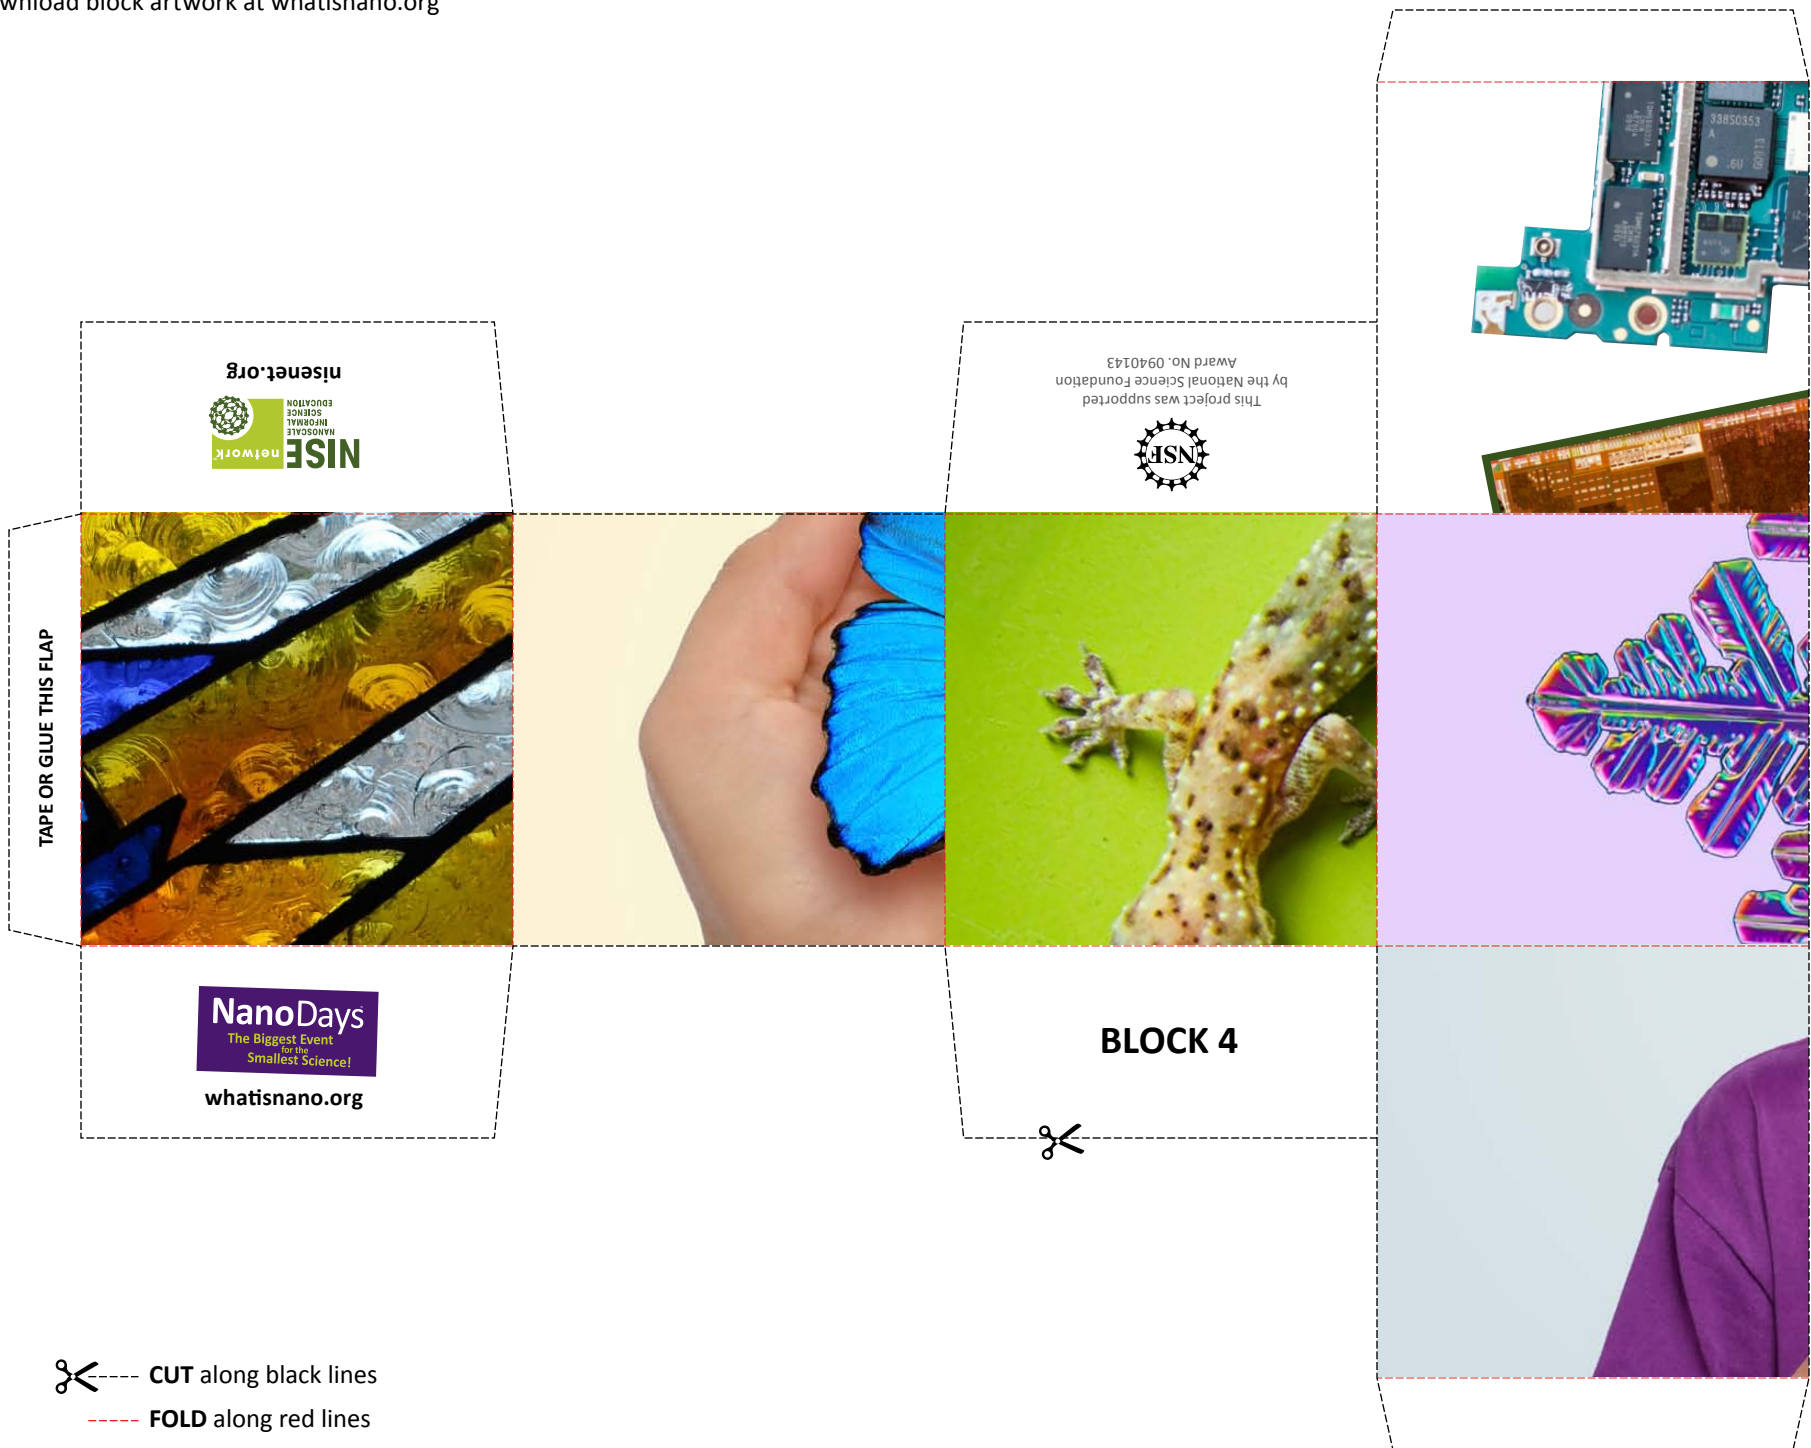 wnload block artwork at whatisnano.org
338S0353
A
.6U
nisenet.org
NISE
network
NANOSCALE
INFORMAL
SCIENCE
EDUCATION
This project was supported
by the National Science Foundation
Award No. 0940143
NSF
TAPE OR GLUE THIS FLAP
NanoDays
The Biggest Event
for the
Smallest Science!
whatisnano.org
BLOCK 4
CUT along black lines
FOLD along red lines